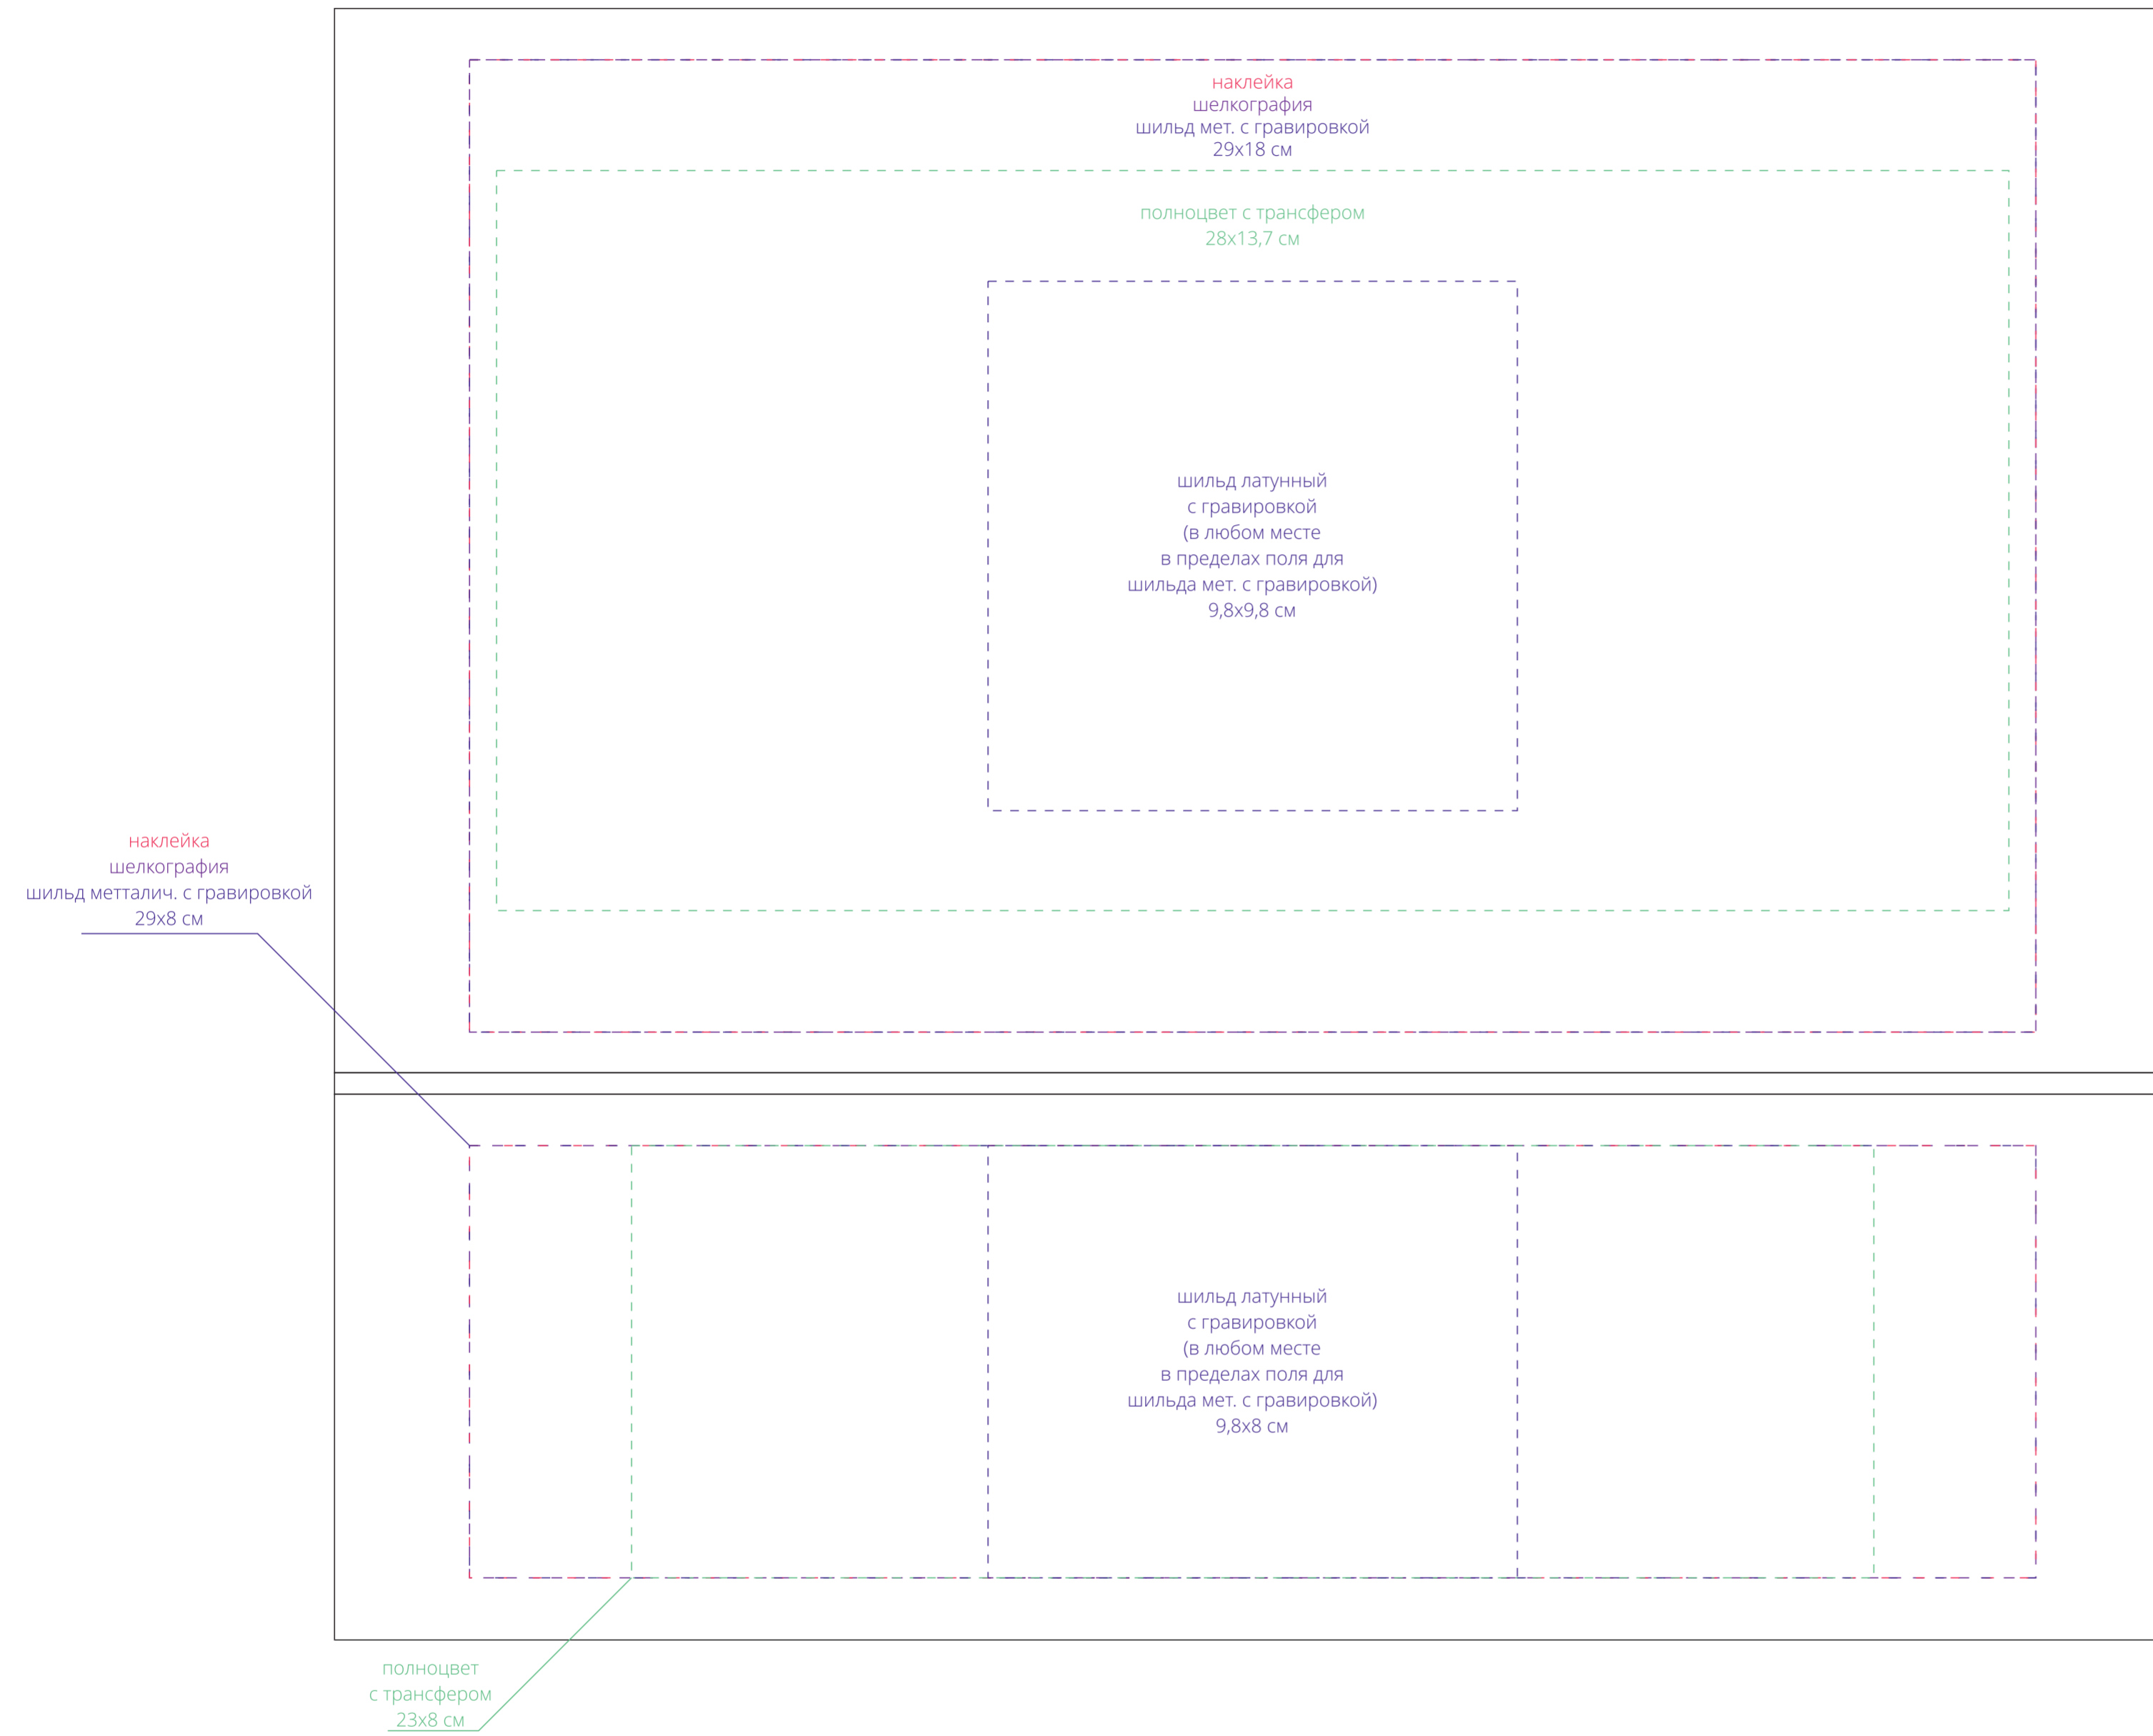 наклейка
шелкография
шильд мет. с гравировкой
29х18 см
полноцвет с трансфером
28х13,7 см
шильд латунный
с гравировкой
(в любом месте
в пределах поля для
шильда мет. с гравировкой)
9,8х9,8 см
наклейка
шелкография
шильд метталич. с гравировкой
29х8 см
шильд латунный
с гравировкой
(в любом месте
в пределах поля для
шильда мет. с гравировкой)
9,8х8 см
полноцвет
с трансфером
23х8 см